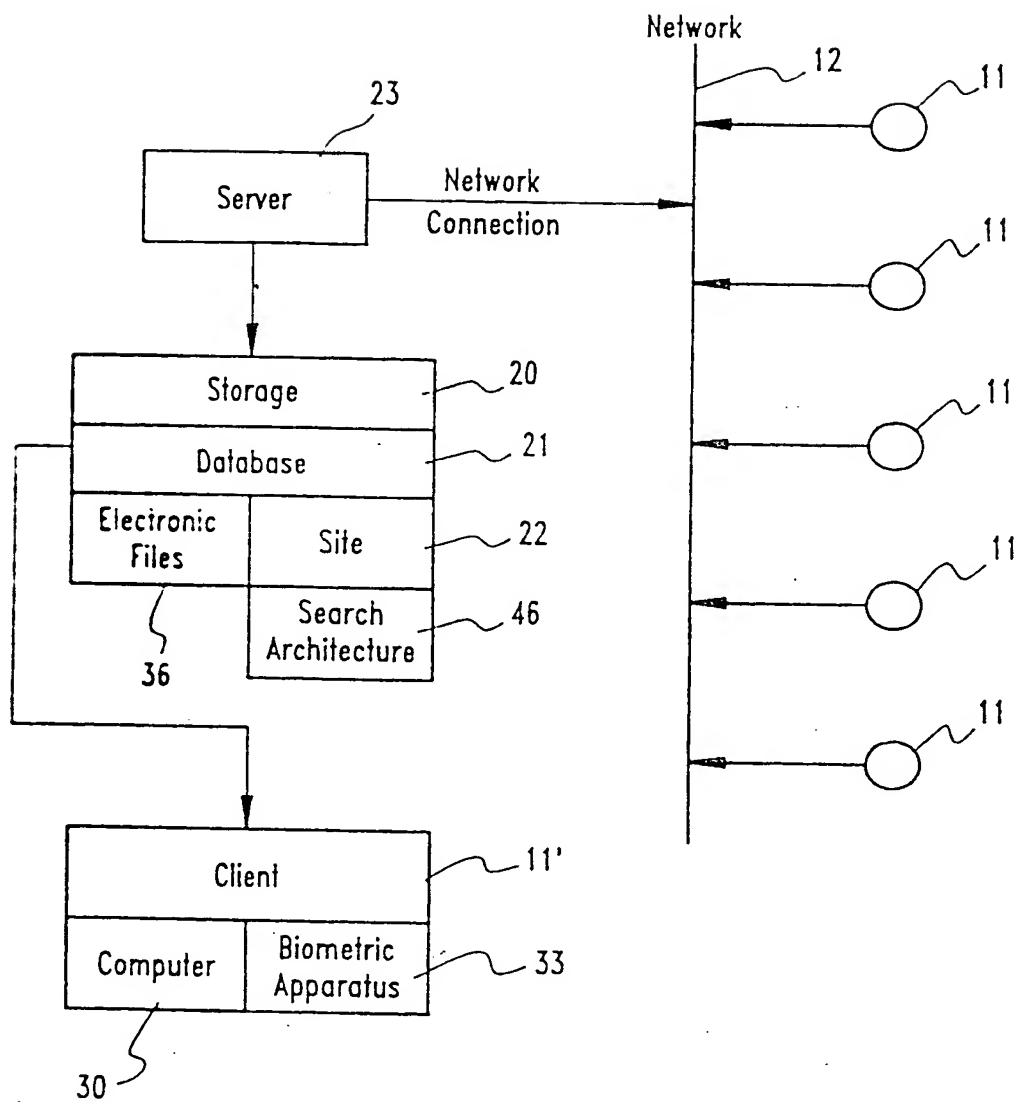 Network
12
11
23
Server
Network
Connection
11
Storage
20
Database
21
11
Electronic
Files
Site
22
Search
Architecture
46
36
11
11
Client
11'
Computer
Biometric
Apparatus
33
30